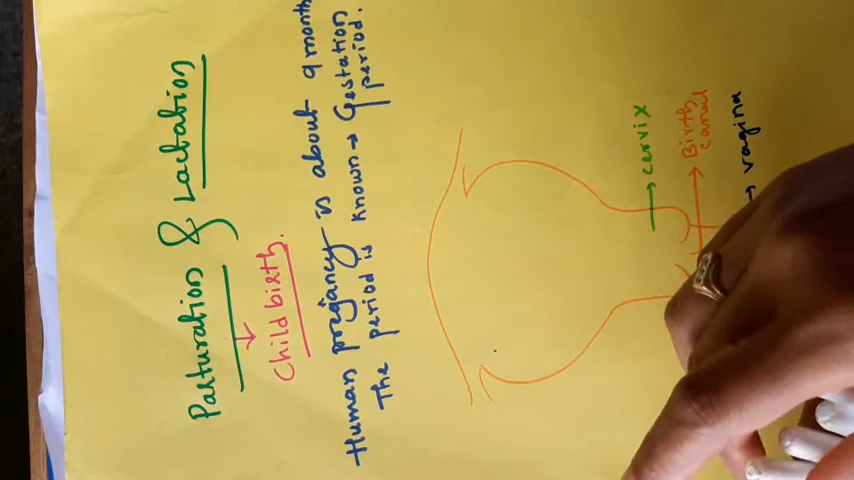 Parturation & Lactation
↓
Child birth.
Human pregancy is about 9 month
The period is known → Gestation period.
→ cervix
→ Birth canal
→ vagina